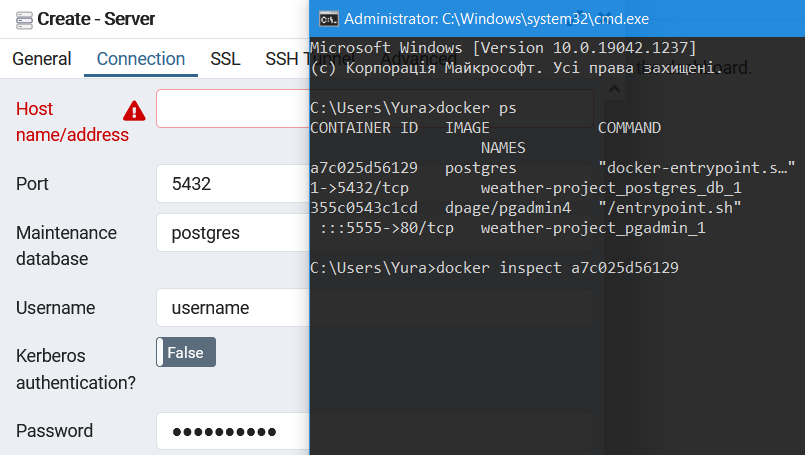 Create - Server
General
Connection
SSL
SSH Tunnel
Advanced
Host
name/address
Port
5432
Maintenance
database
postgres
Username
username
Kerberos
authentication?
False
Password
●●●●●●●●●●
Administrator: C:\Windows\system32\cmd.exe
Microsoft Windows [Version 10.0.19042.1237]
(c) Корпорація Майкрософт. Усі права захищені.
dashboard.
C:\Users\Yura>docker ps
CONTAINER ID   IMAGE            COMMAND
NAMES
a7c025d56129   postgres         "docker-entrypoint.s…"
1->5432/tcp        weather-project_postgres_db_1
355c0543c1cd   dpage/pgadmin4   "/entrypoint.sh"
:::5555->80/tcp   weather-project_pgadmin_1
C:\Users\Yura>docker inspect a7c025d56129